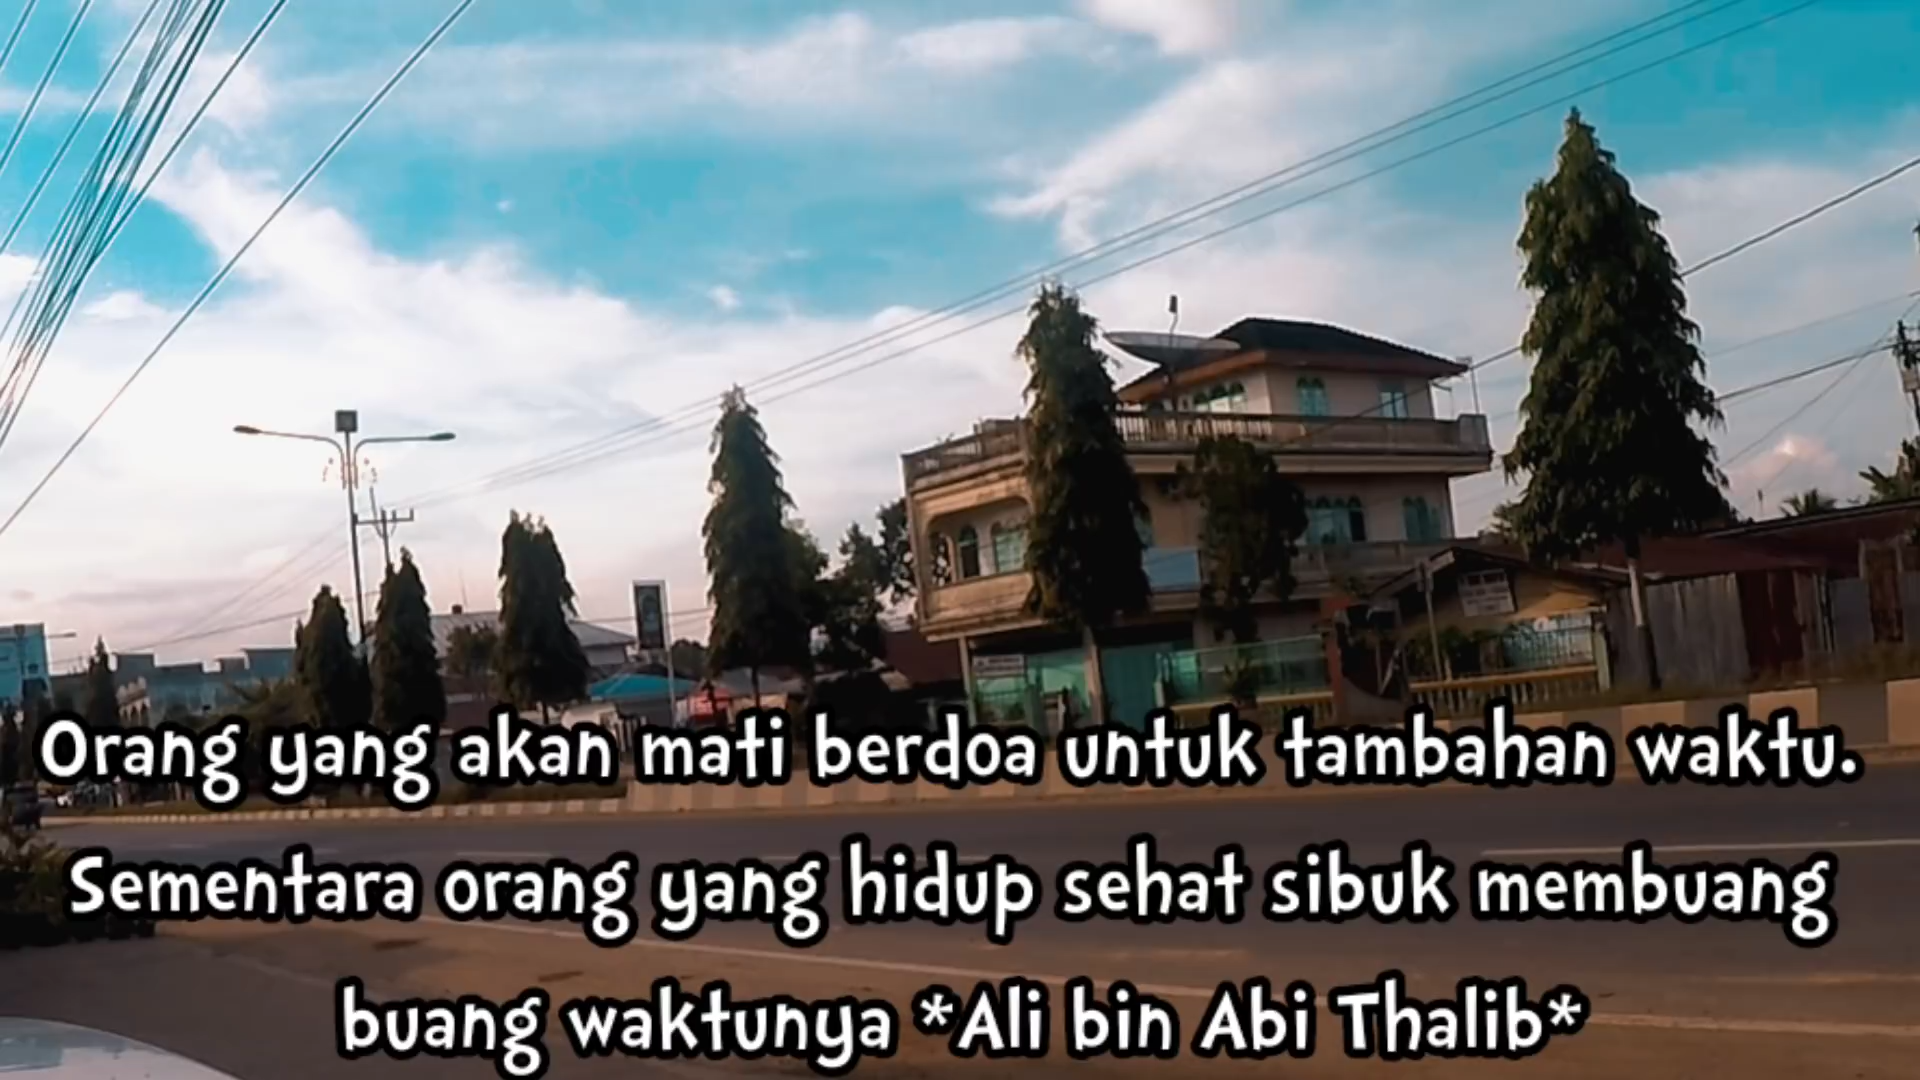 Orang yang akan mati berdoa untuk tambahan waktu.
Sementara orang yang hidup sehat sibuk membuang
buang waktunya *Ali bin Abi Thalib*